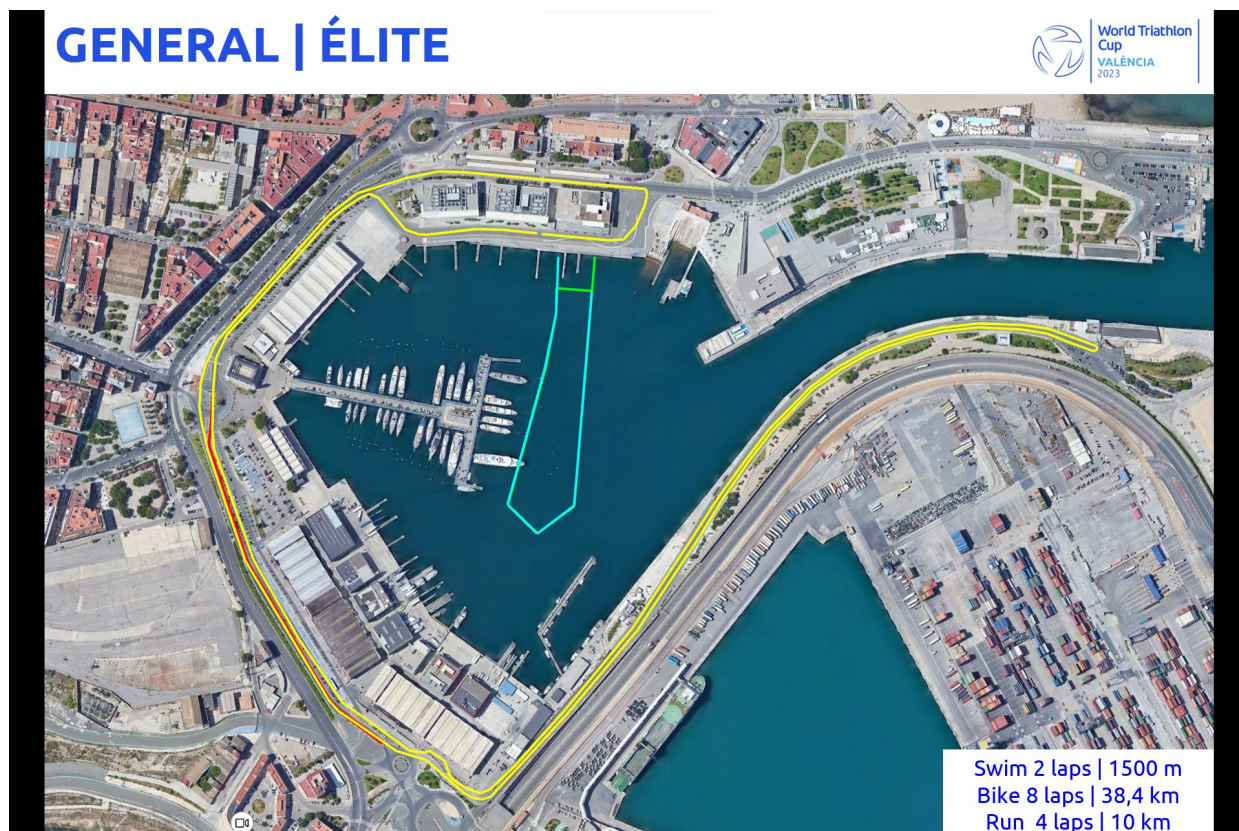 GENERAL | ÉLITE
World Triathlon
Cup
VALÈNCIA
2023
Swim 2 laps | 1500 m
Bike 8 laps | 38,4 km
Run 4 laps | 10 km